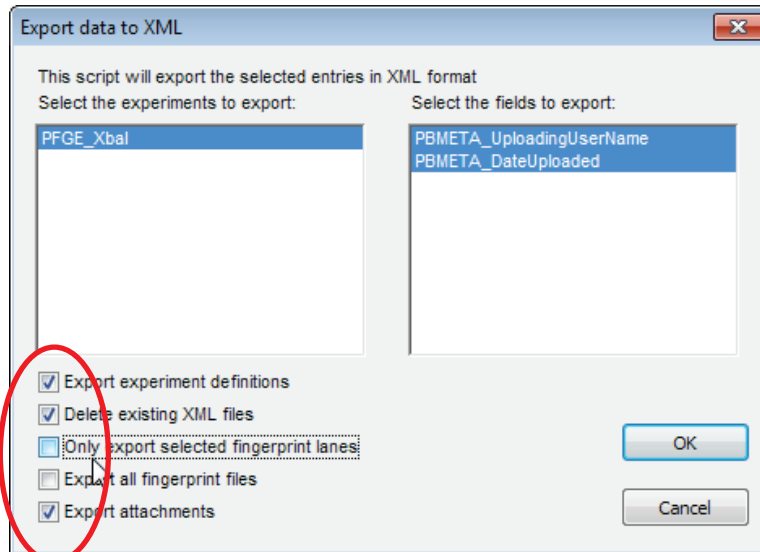 Export data to XML
This script will export the selected entries in XML format
Select the experiments to export:
Select the fields to export:
PFGE_XbaI
PBMETA_UploadingUserName
PBMETA_DateUploaded
Export experiment definitions
Delete existing XML files
Only export selected fingerprint lanes
Export all fingerprint files
Export attachments
OK
Cancel